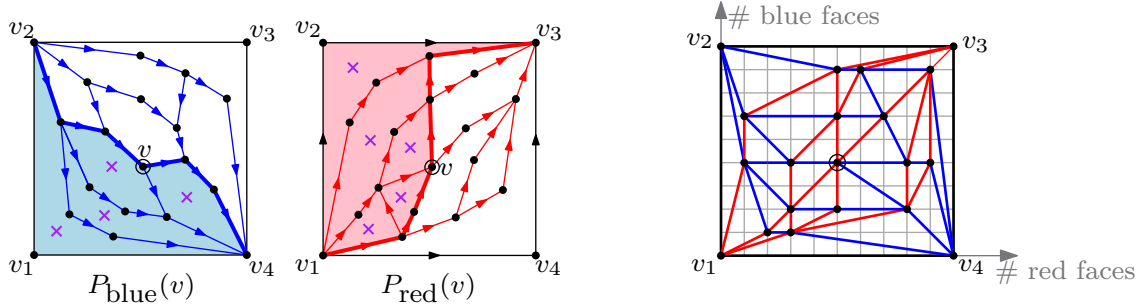 v₂ v₃
v
v₁ v₄
P_blue(v)
v₂ v₃
v
v₁ v₄
P_red(v)
# blue faces
v₂ v₃
v₁ v₄
# red faces